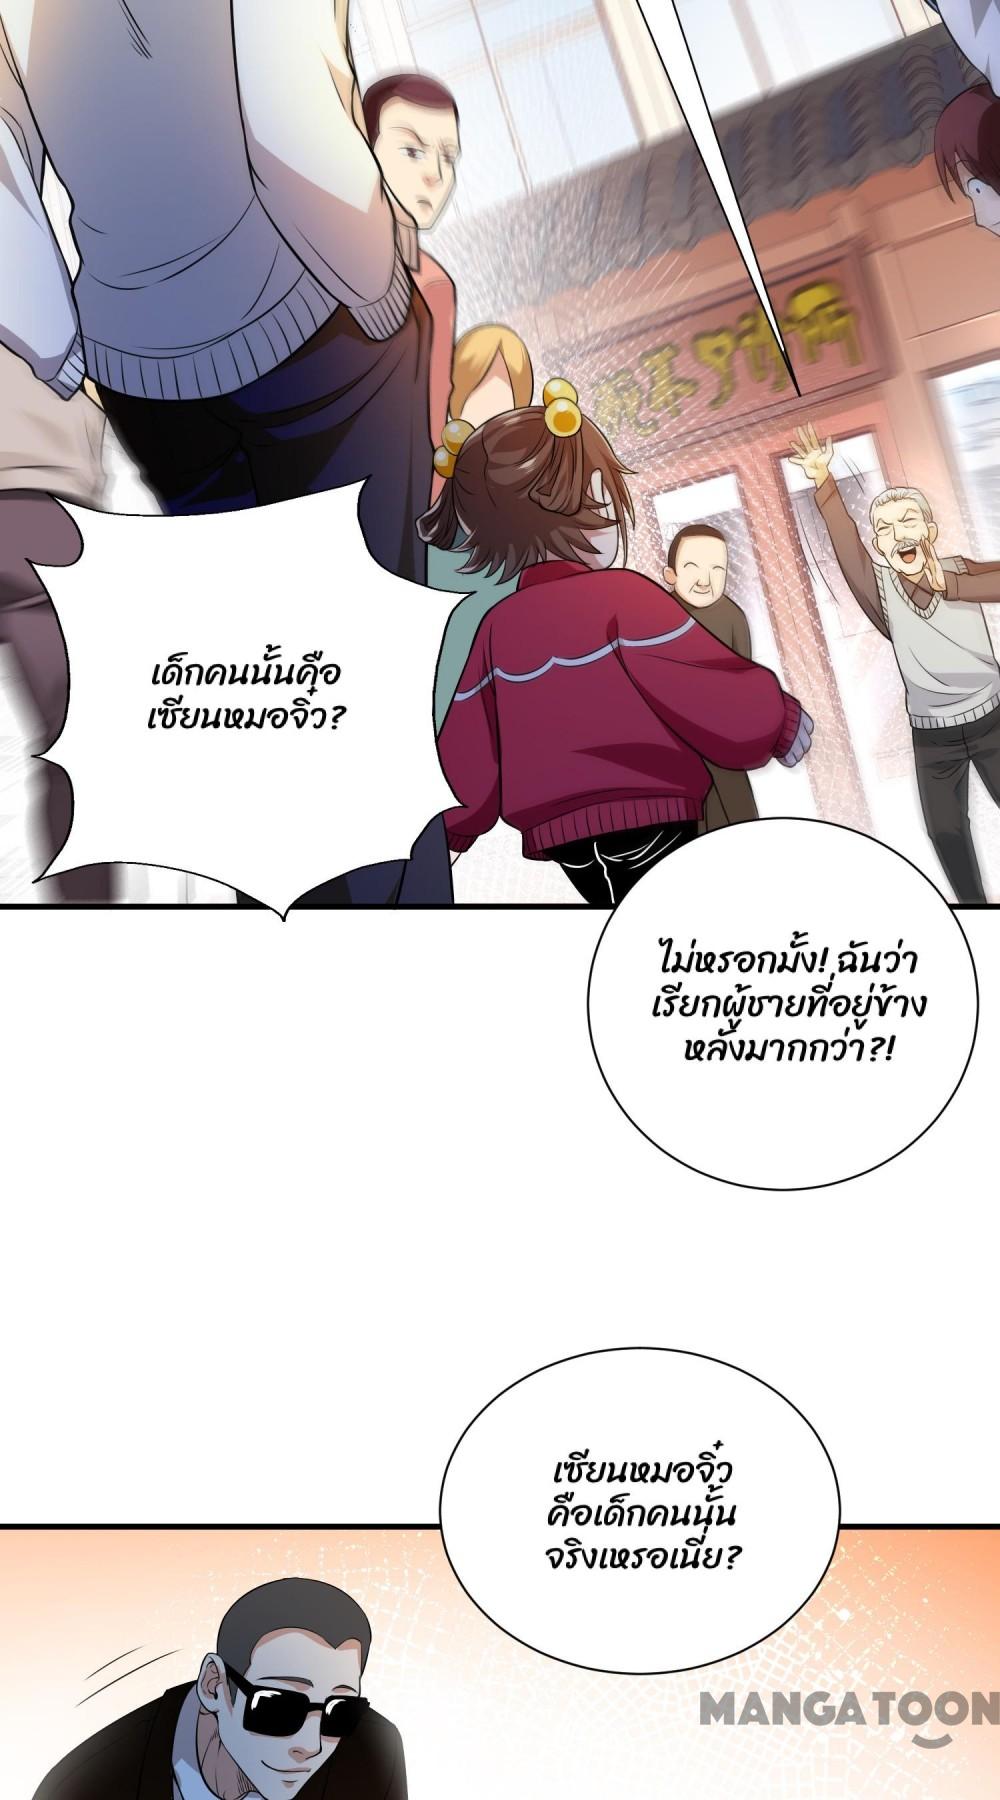 เด็กคนนั้นคือ
เซียนหมอจิ๋ว?
ไม่หรอกมั้ง! ฉันว่า
เรียกผู้ชายที่อยู่ข้าง
หลังมากกว่า?!
เซียนหมอจิ๋ว
คือเด็กคนนั้น
จริงเหรอเนี่ย?
MANGATOON